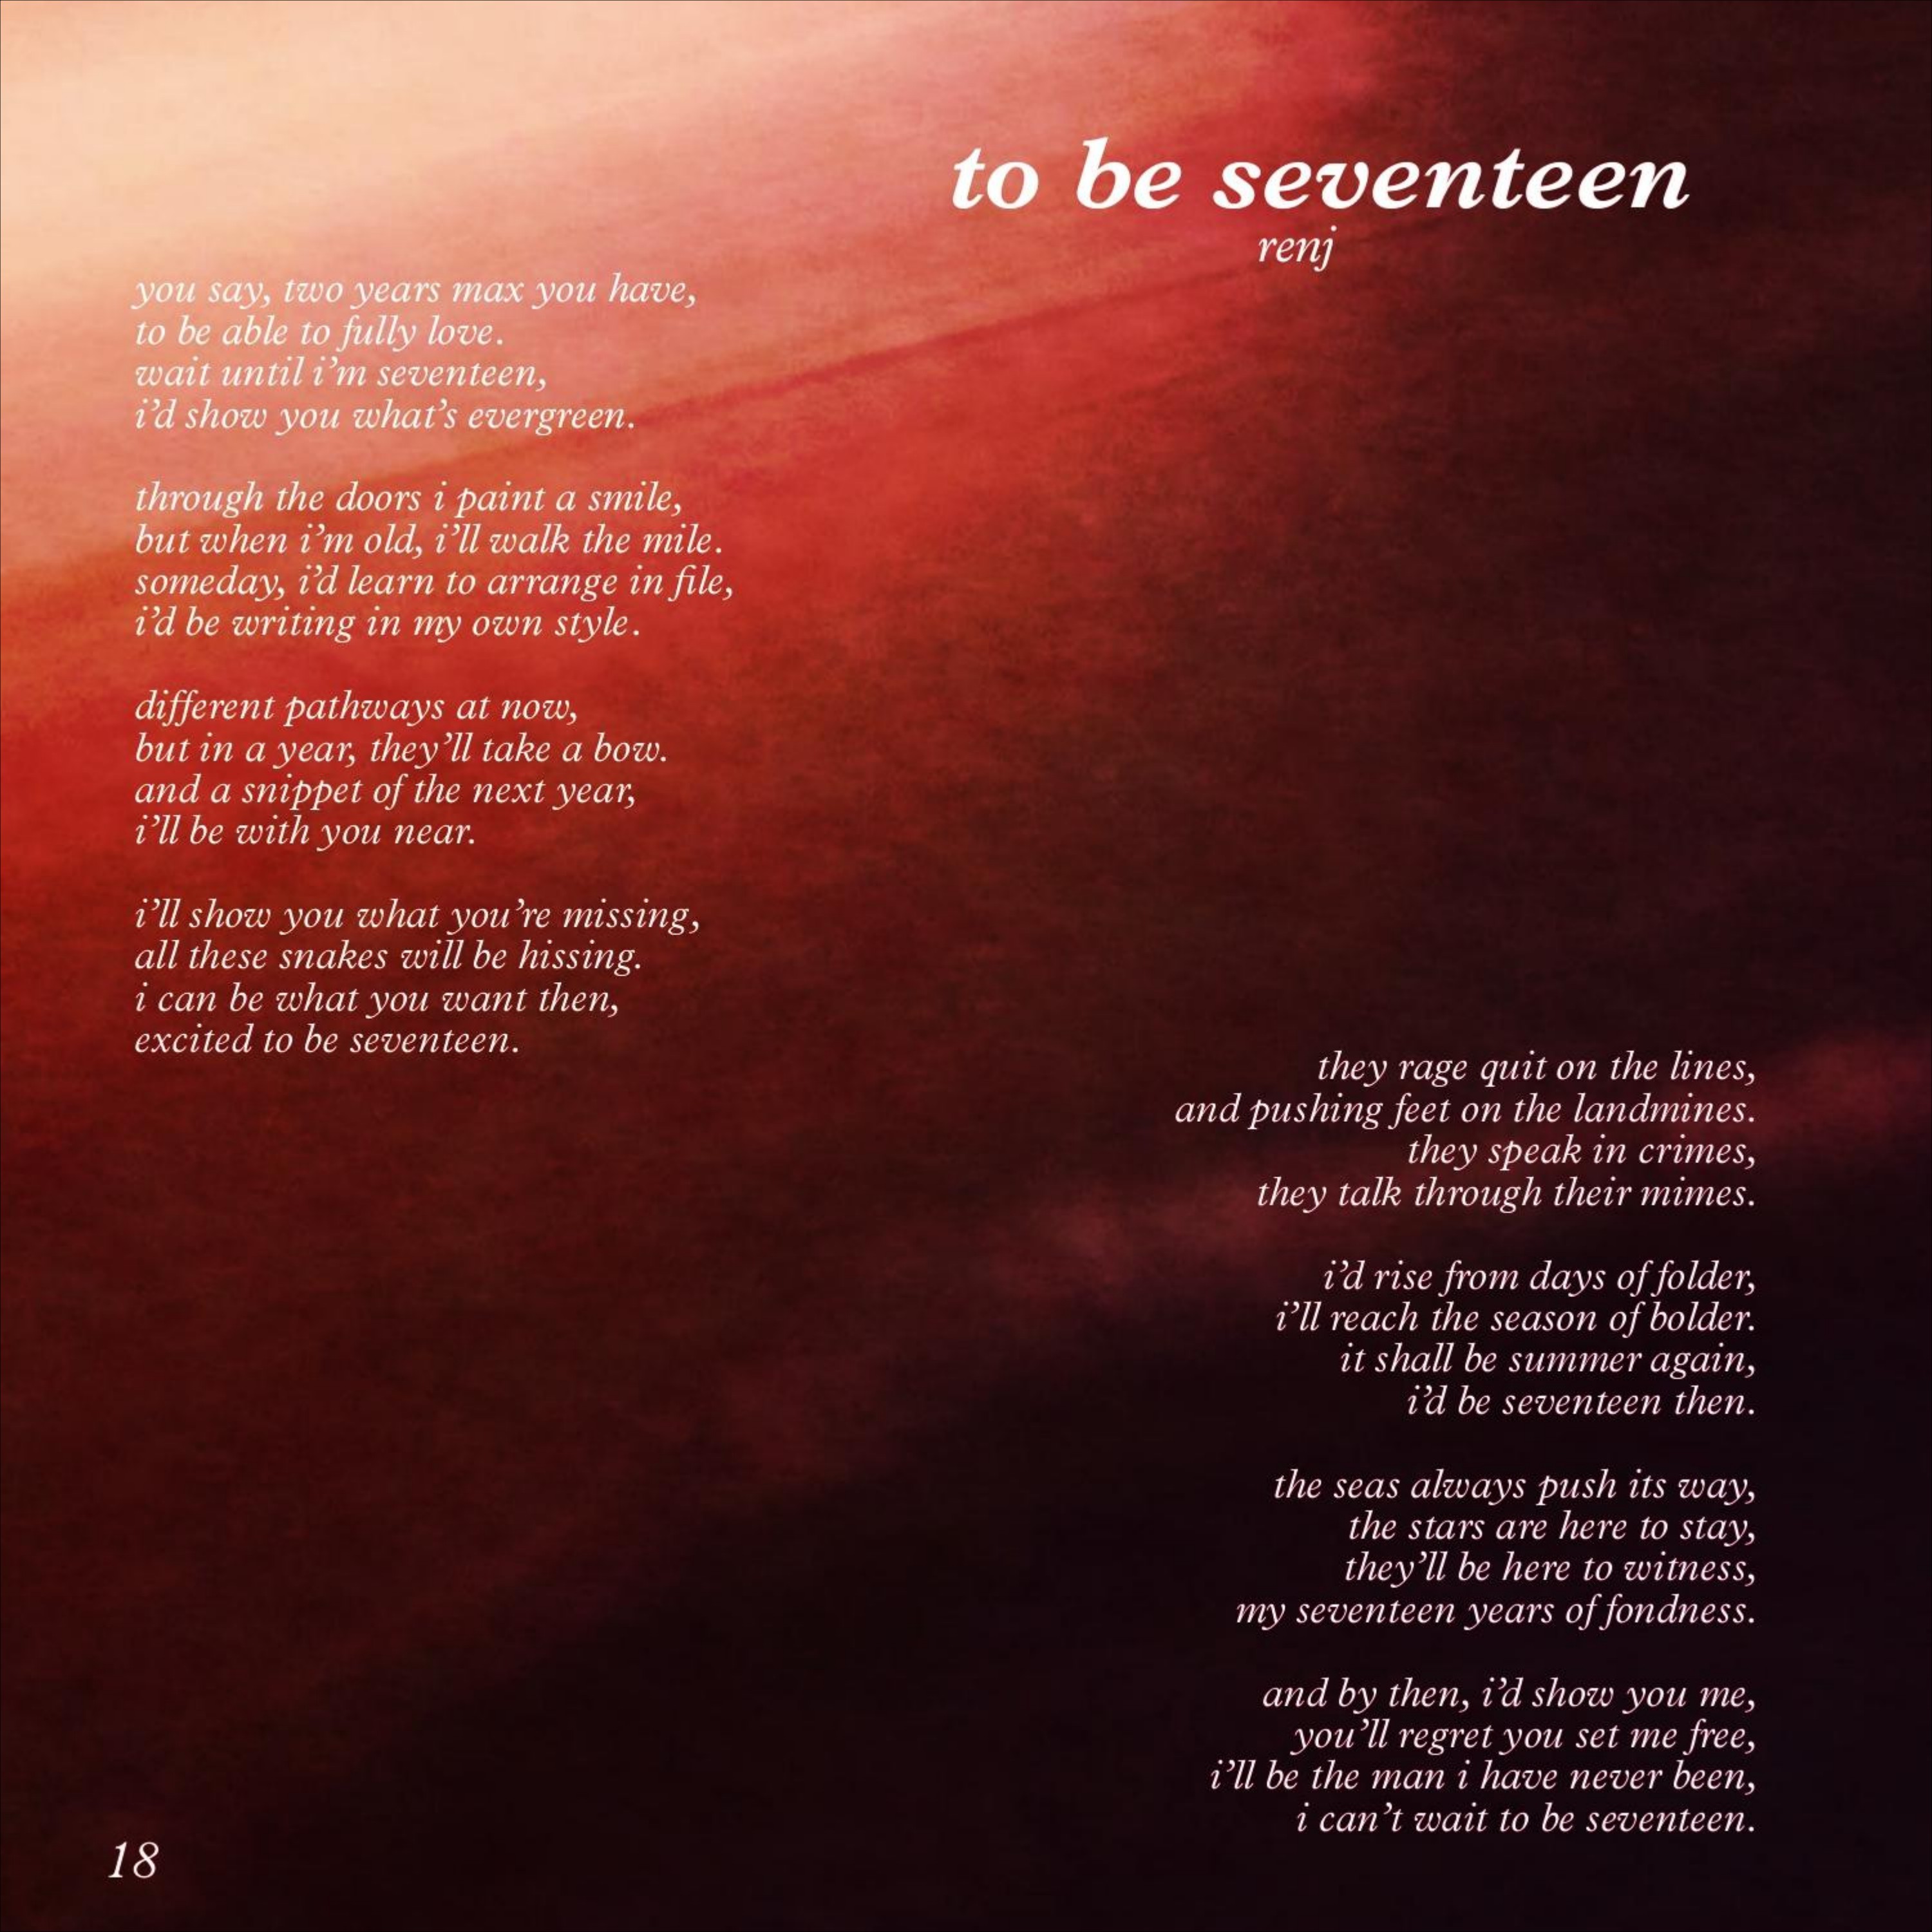 to be seventeen
renj
you say, two years max you have,
to be able to fully love.
wait until i’m seventeen,
i’d show you what’s evergreen.
through the doors i paint a smile,
but when i’m old, i’ll walk the mile.
someday, i’d learn to arrange in file,
i’d be writing in my own style.
different pathways at now,
but in a year, they’ll take a bow.
and a snippet of the next year,
i’ll be with you near.
i’ll show you what you’re missing,
all these snakes will be hissing.
i can be what you want then,
excited to be seventeen.
they rage quit on the lines,
and pushing feet on the landmines.
they speak in crimes,
they talk through their mimes.
i’d rise from days of folder,
i’ll reach the season of bolder.
it shall be summer again,
i’d be seventeen then.
the seas always push its way,
the stars are here to stay,
they’ll be here to witness,
my seventeen years of fondness.
and by then, i’d show you me,
you’ll regret you set me free,
i’ll be the man i have never been,
i can’t wait to be seventeen.
18